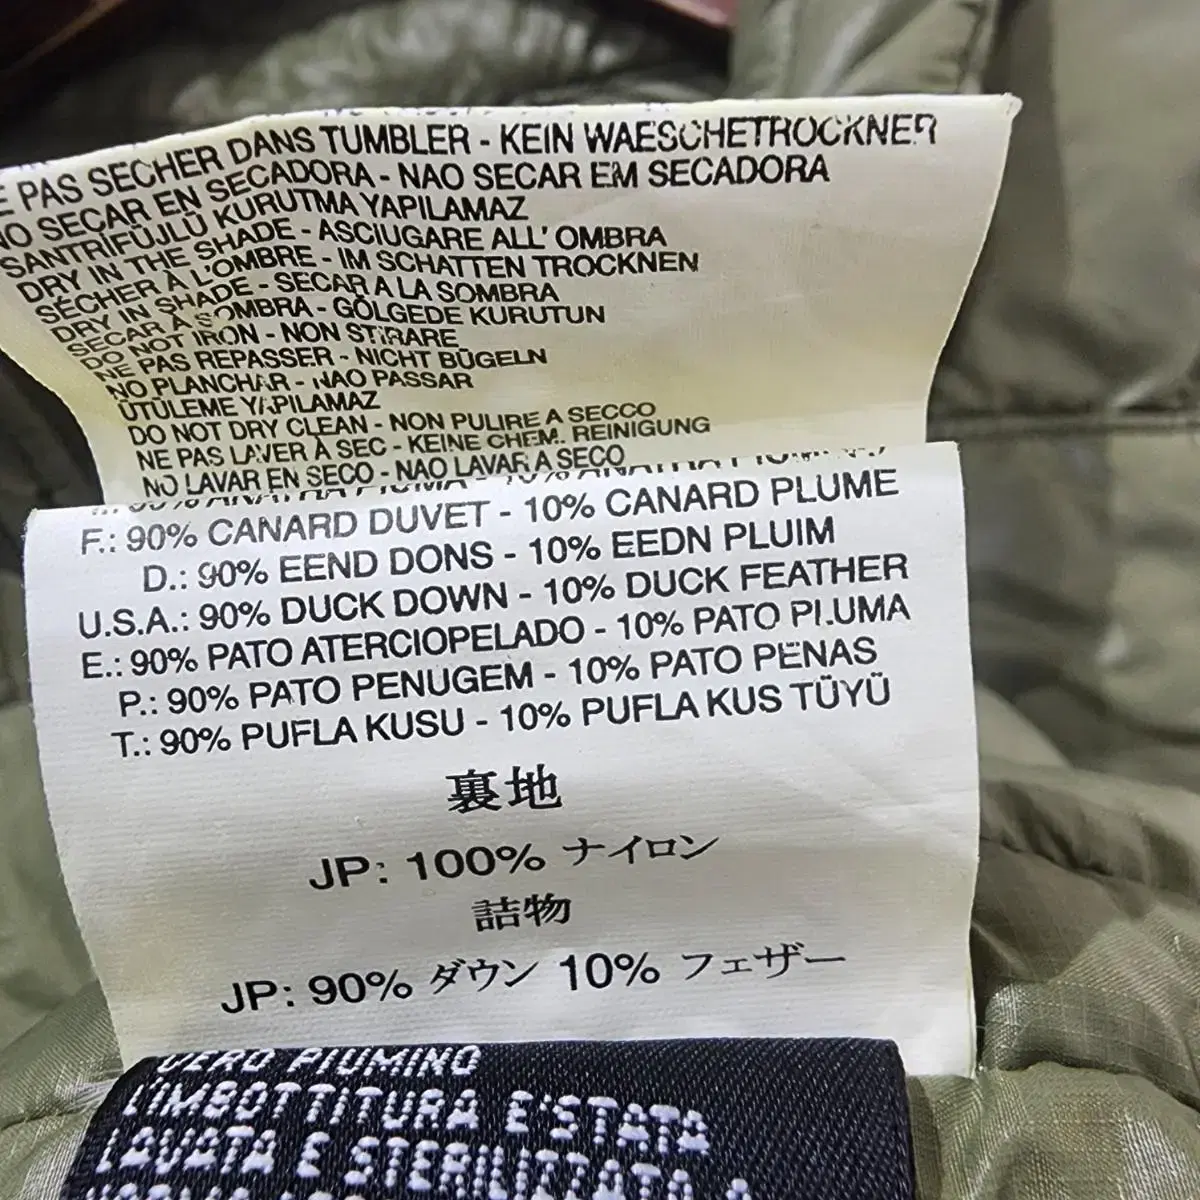 PAS SECHER DANS TUMBLER - KEIN WAESCHETROCKNER
NO SECAR EN SECADORA - NAO SECAR EM SECADORA
SANTRİFÜJLÜ KURUTMA YAPILAMAZ
DRY IN THE SHADE - ASCIUGARE ALL' OMBRA
SÉCHER À L'OMBRE - IM SCHATTEN TROCKNEN
DRY IN SHADE - SECAR A LA SOMBRA
SECAR A SOMBRA - GÖLGEDE KURUTUN
DO NOT IRON - NON STIRARE
NE PAS REPASSER - NICHT BÜGELN
NO PLANCHAR - NAO PASSAR
ÜTÜLEME YAPILAMAZ
DO NOT DRY CLEAN - NON PULIRE A SECCO
NE PAS LAVER À SEC - KEINE CHEM. REINIGUNG
NO LAVAR EN SECO - NAO LAVAR A SECO
F.: 90% CANARD DUVET - 10% CANARD PLUME
D.: 90% EEND DONS - 10% EEDN PLUIM
U.S.A.: 90% DUCK DOWN - 10% DUCK FEATHER
E.: 90% PATO ATERCIOPELADO - 10% PATO PLUMA
P.: 90% PATO PENUGEM - 10% PATO PENAS
T.: 90% PUFLA KUSU - 10% PUFLA KUS TÜYÜ
裏地
JP: 100% ナイロン
詰物
JP: 90% ダウン 10% フェザー
VERO PIUMINO
L'IMBOTTITURA E'STATA
LAVATA E STERILIZZATA A